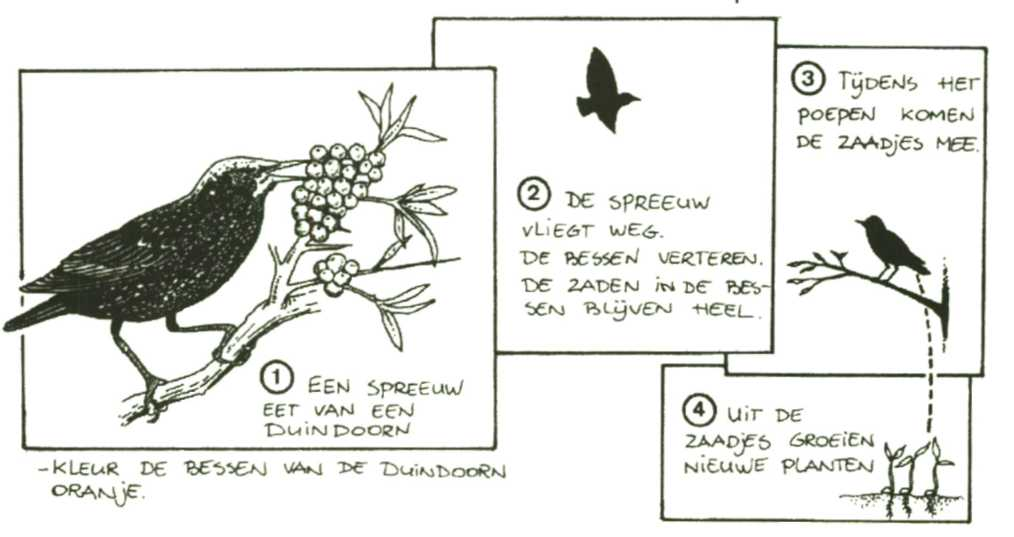 1 EEN SPREEUW
EET VAN EEN
DUINDOORN
-KLEUR DE BESSEN VAN DE DUINDOORN
ORANJE.
2 DE SPREEUW
VLIEGT WEG.
DE BESSEN VERTEREN.
DE ZADEN IN DE BES-
SEN BLIJVEN HEEL.
3 TIJDENS HET
POEPEN KOMEN
DE ZAADJES MEE.
4 UIT DE
ZAADJES GROEIEN
NIEUWE PLANTEN